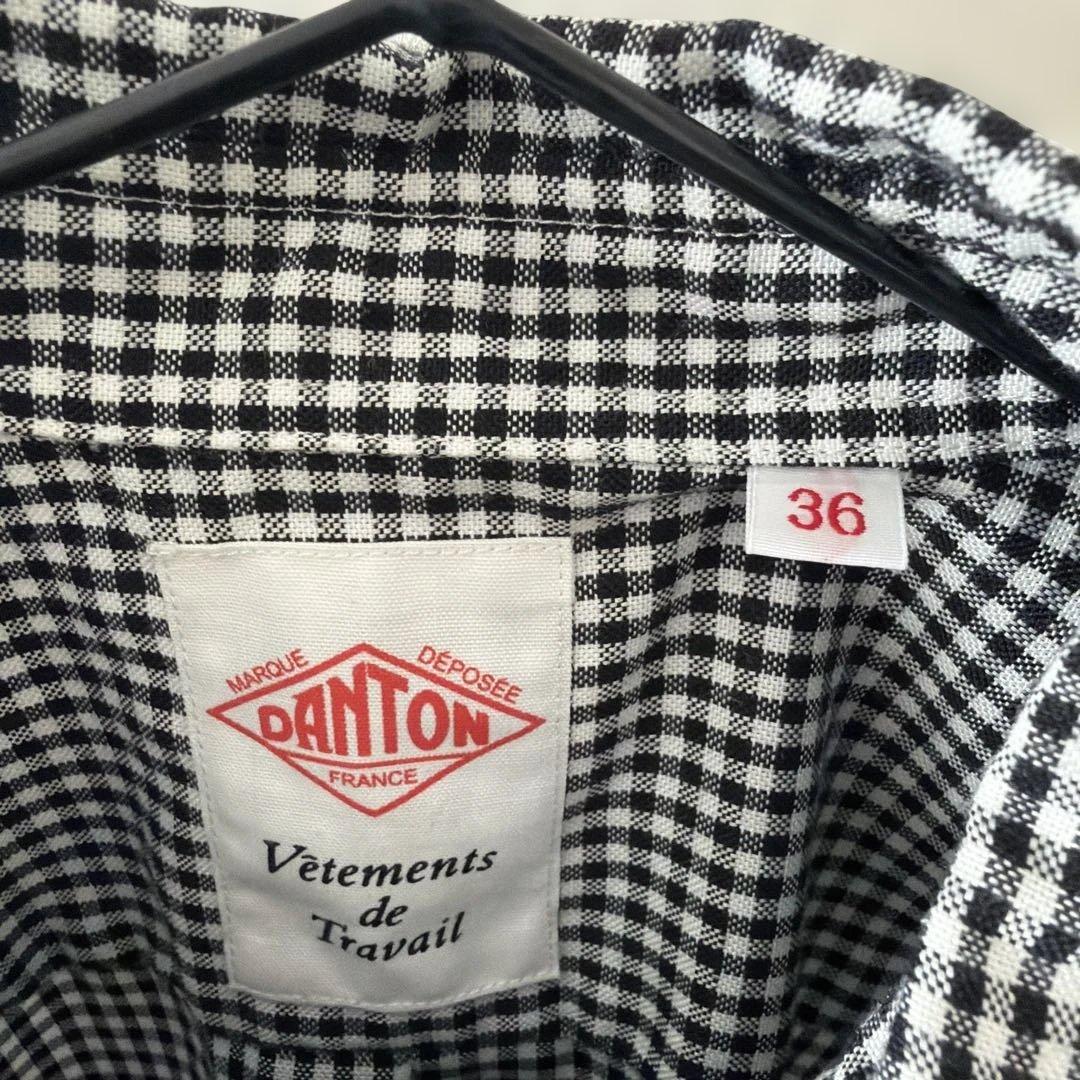 36
MARQUE DÉPOSÉE
DANTON
FRANCE
Vêtements
de
Travail